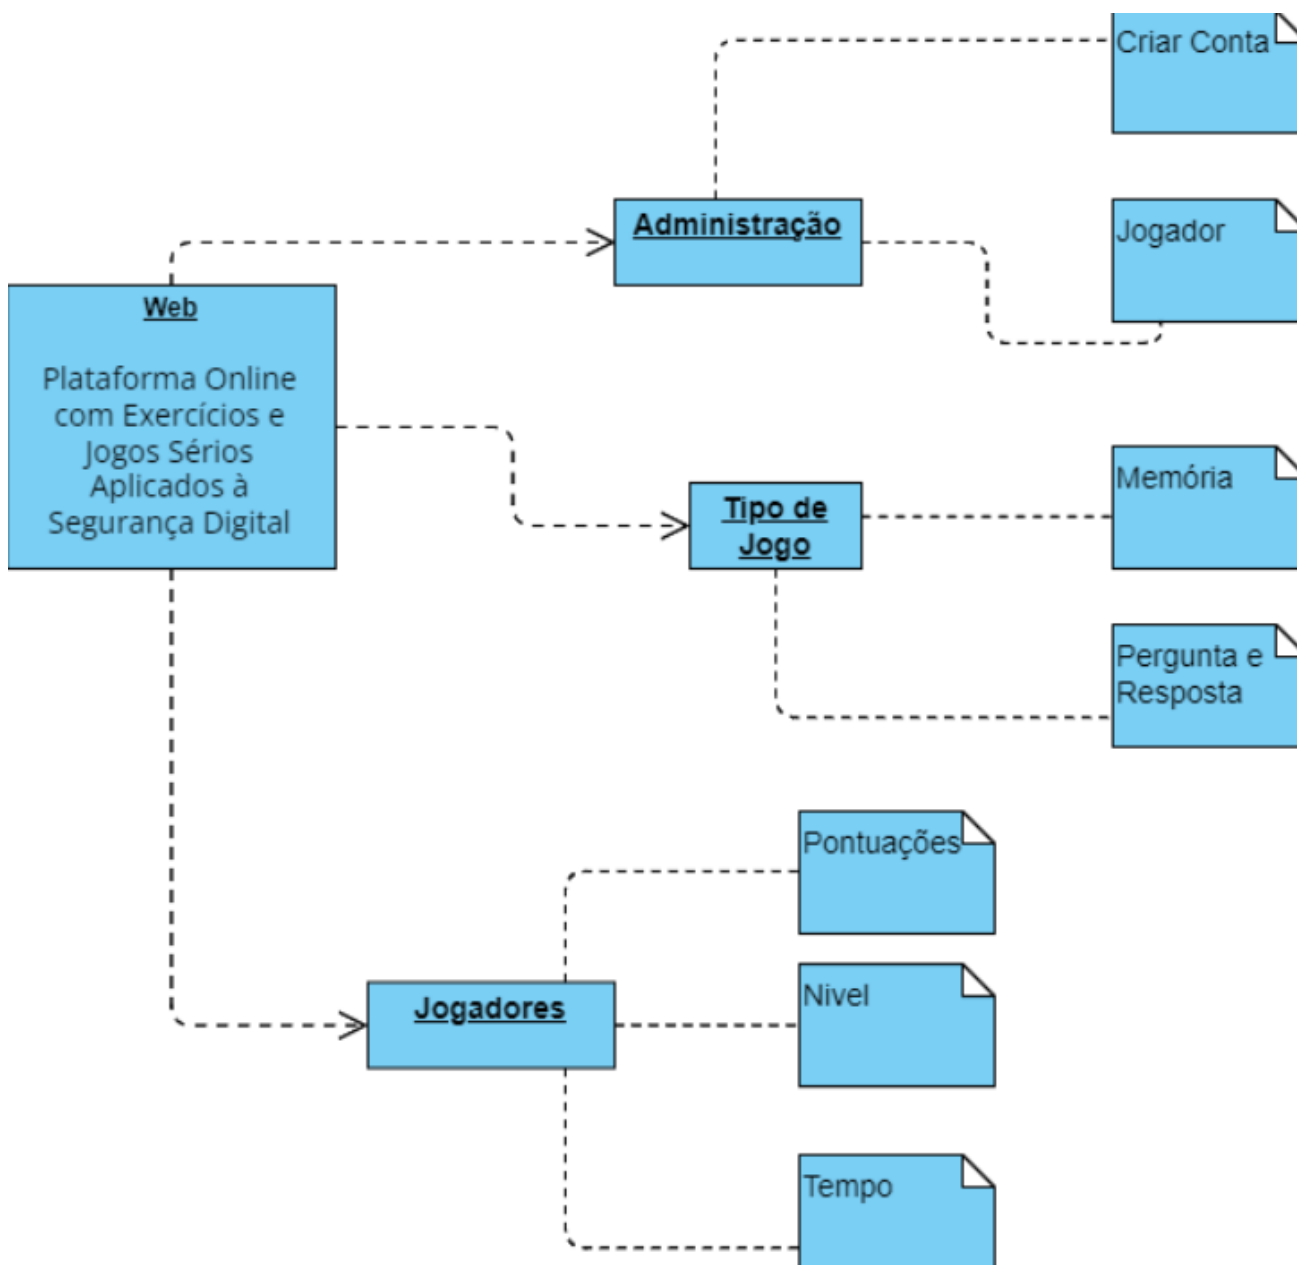 Criar Conta
Administração
Jogador
Web
Plataforma Online
com Exercícios e
Jogos Sérios
Aplicados à
Segurança Digital
Tipo de
Jogo
Memória
Pergunta e
Resposta
Pontuações
Jogadores
Nivel
Tempo